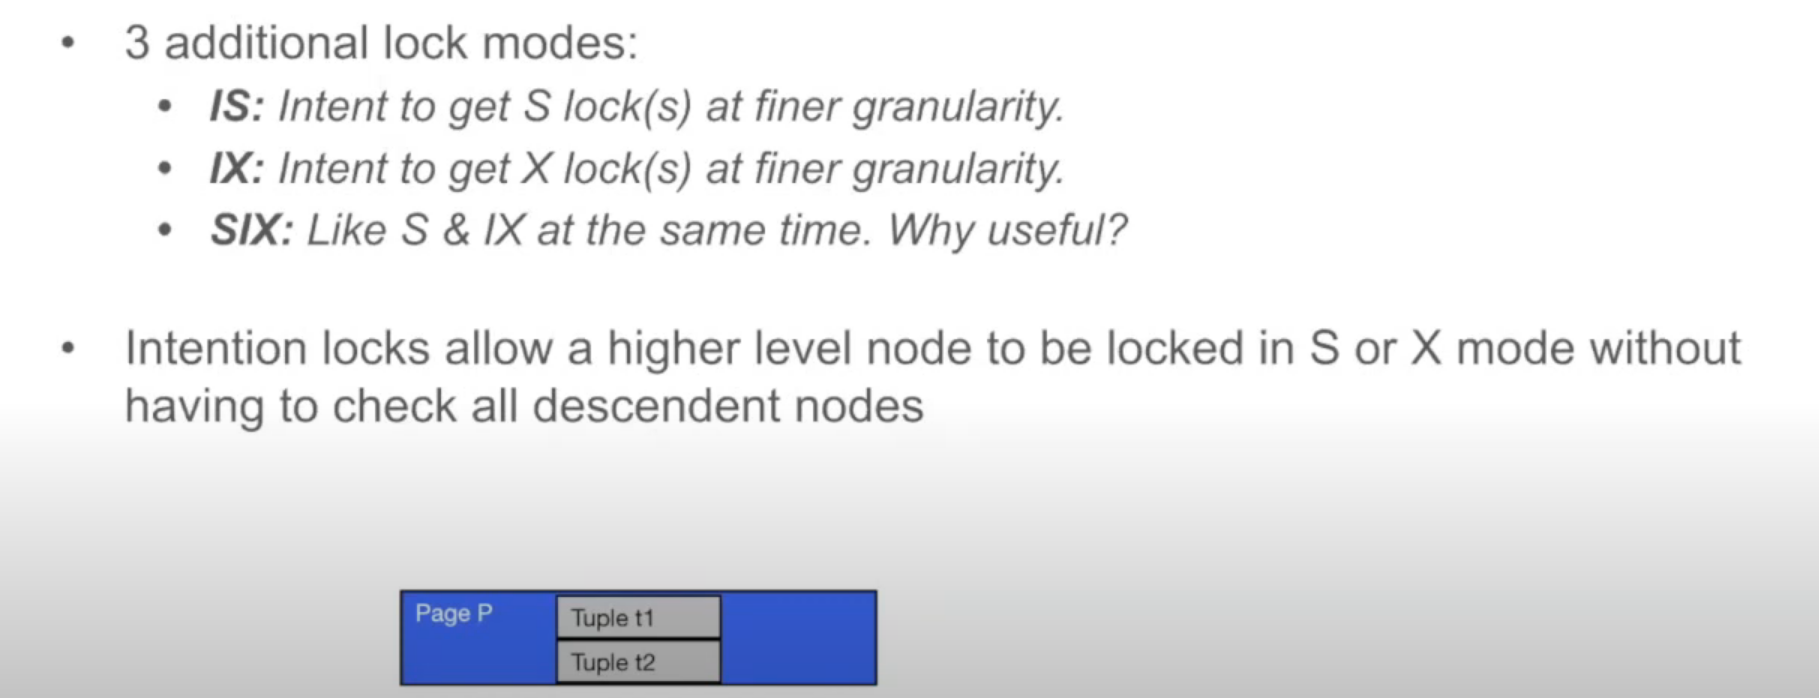 • 3 additional lock modes:
• IS: Intent to get S lock(s) at finer granularity.
• IX: Intent to get X lock(s) at finer granularity.
• SIX: Like S & IX at the same time. Why useful?
• Intention locks allow a higher level node to be locked in S or X mode without
having to check all descendent nodes
Page P
Tuple t1
Tuple t2